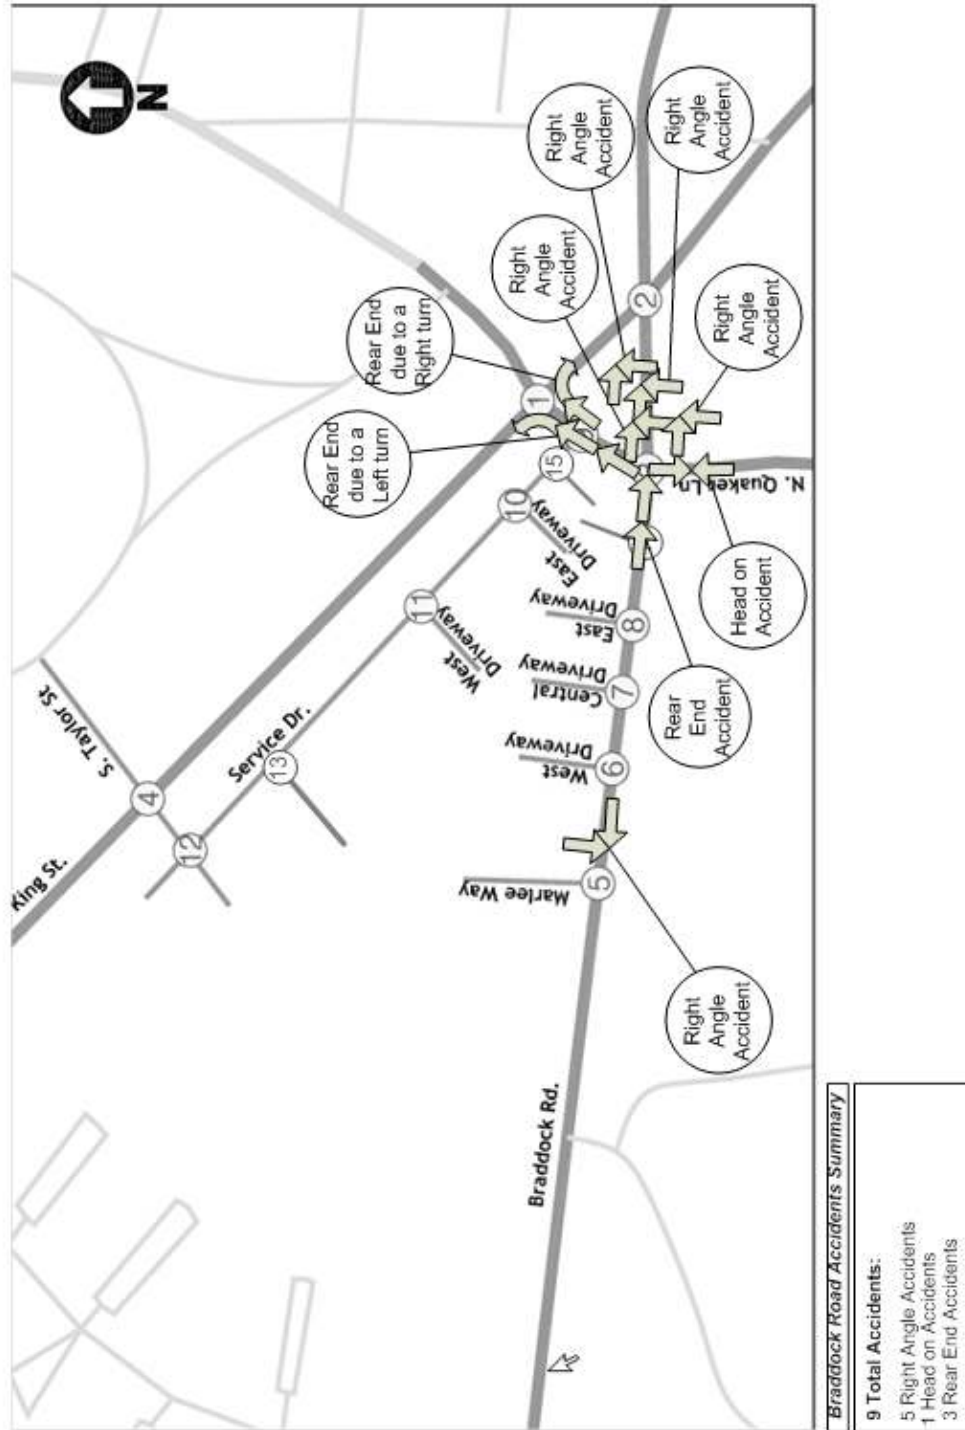 N
King St.
S. Taylor St
4
12
Service Dr.
13
11
West
Driveway
10
East
Driveway
15
1
2
Rear End
due to a
Left turn
Rear End
due to a
Right turn
Right
Angle
Accident
Right
Angle
Accident
Right
Angle
Accident
Right
Angle
Accident
N. Quaker Ln.
Head on
Accident
Rear
End
Accident
East
Driveway
8
Central
Driveway
7
West
Driveway
6
Marlee Way
5
Right
Angle
Accident
Braddock Rd.
Braddock Road Accidents Summary
9 Total Accidents:
5 Right Angle Accidents
1 Head on Accidents
3 Rear End Accidents